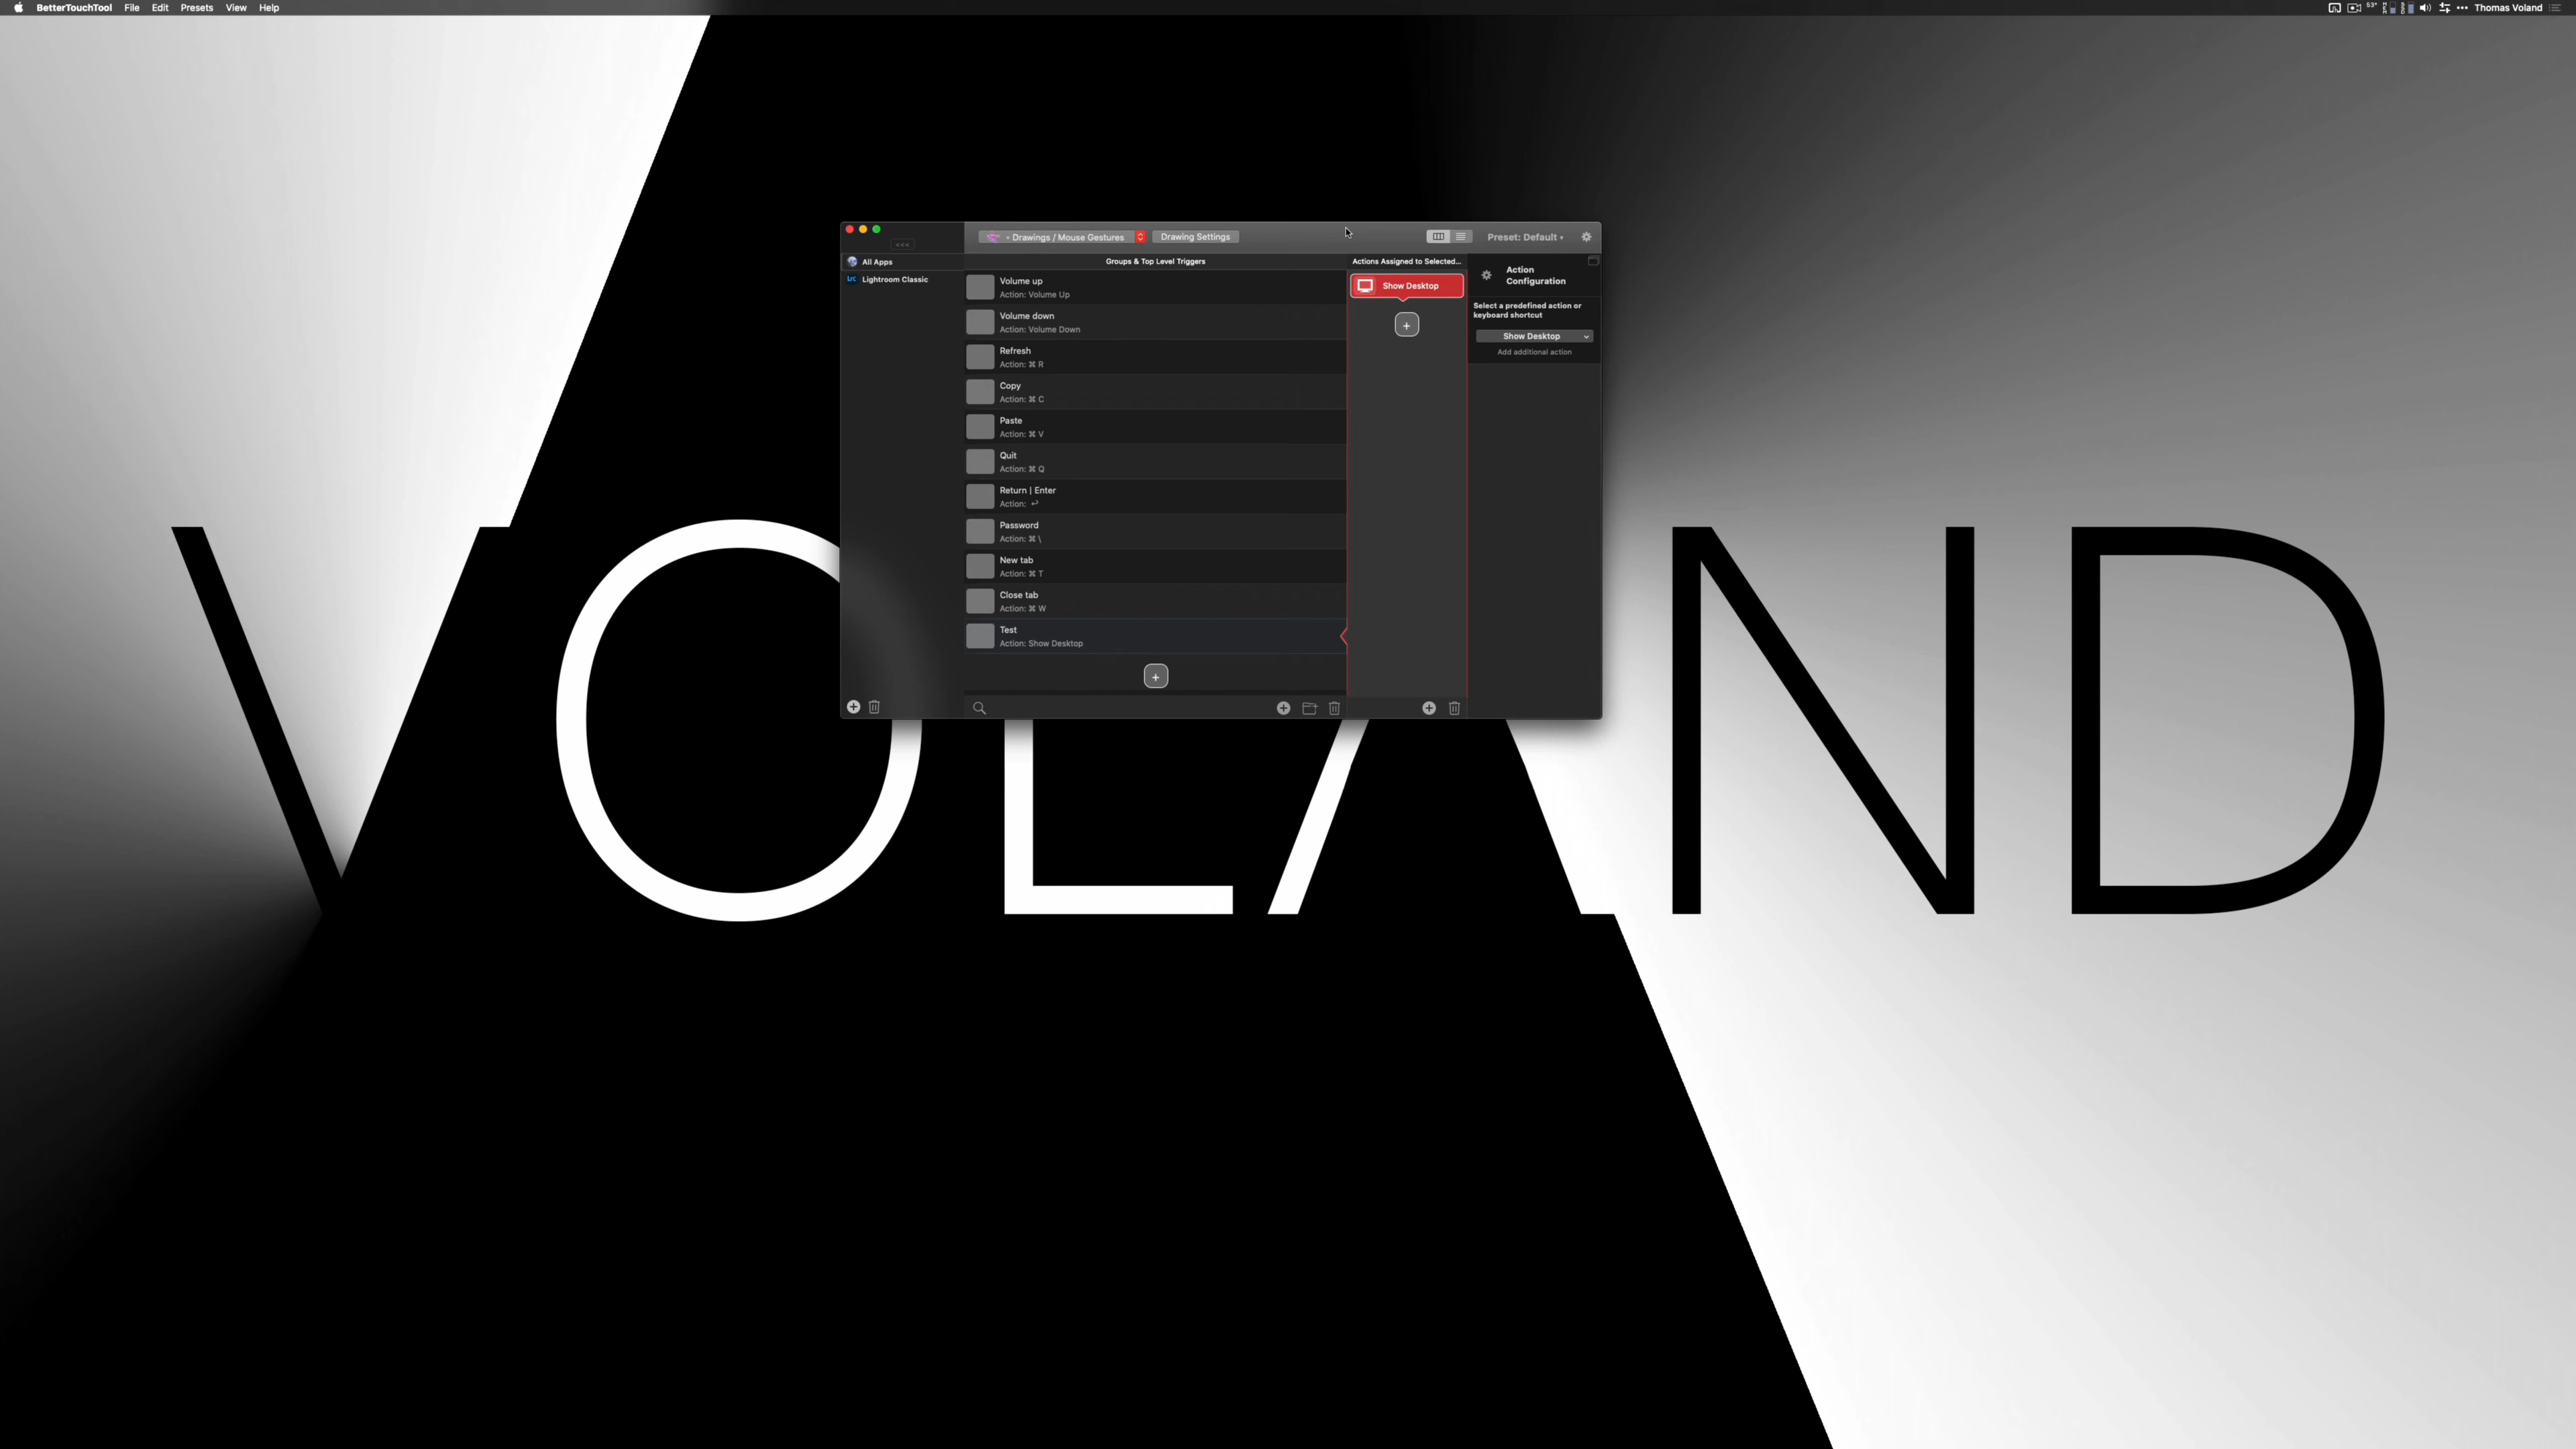 BetterTouchTool File Edit Presets View Help
53° Thomas Voland
<<<
Drawings / Mouse Gestures Drawing Settings Preset: Default
All Apps
Lrc Lightroom Classic
Groups & Top Level Triggers
Volume up
Action: Volume Up
Volume down
Action: Volume Down
Refresh
Action: ⌘ R
Copy
Action: ⌘ C
Paste
Action: ⌘ V
Quit
Action: ⌘ Q
Return | Enter
Action: ↩
Password
Action: ⌘ \
New tab
Action: ⌘ T
Close tab
Action: ⌘ W
Test
Action: Show Desktop
+
Actions Assigned to Selected...
Show Desktop
+
Action
Configuration
Select a predefined action or
keyboard shortcut
Show Desktop
Add additional action
VOLAND